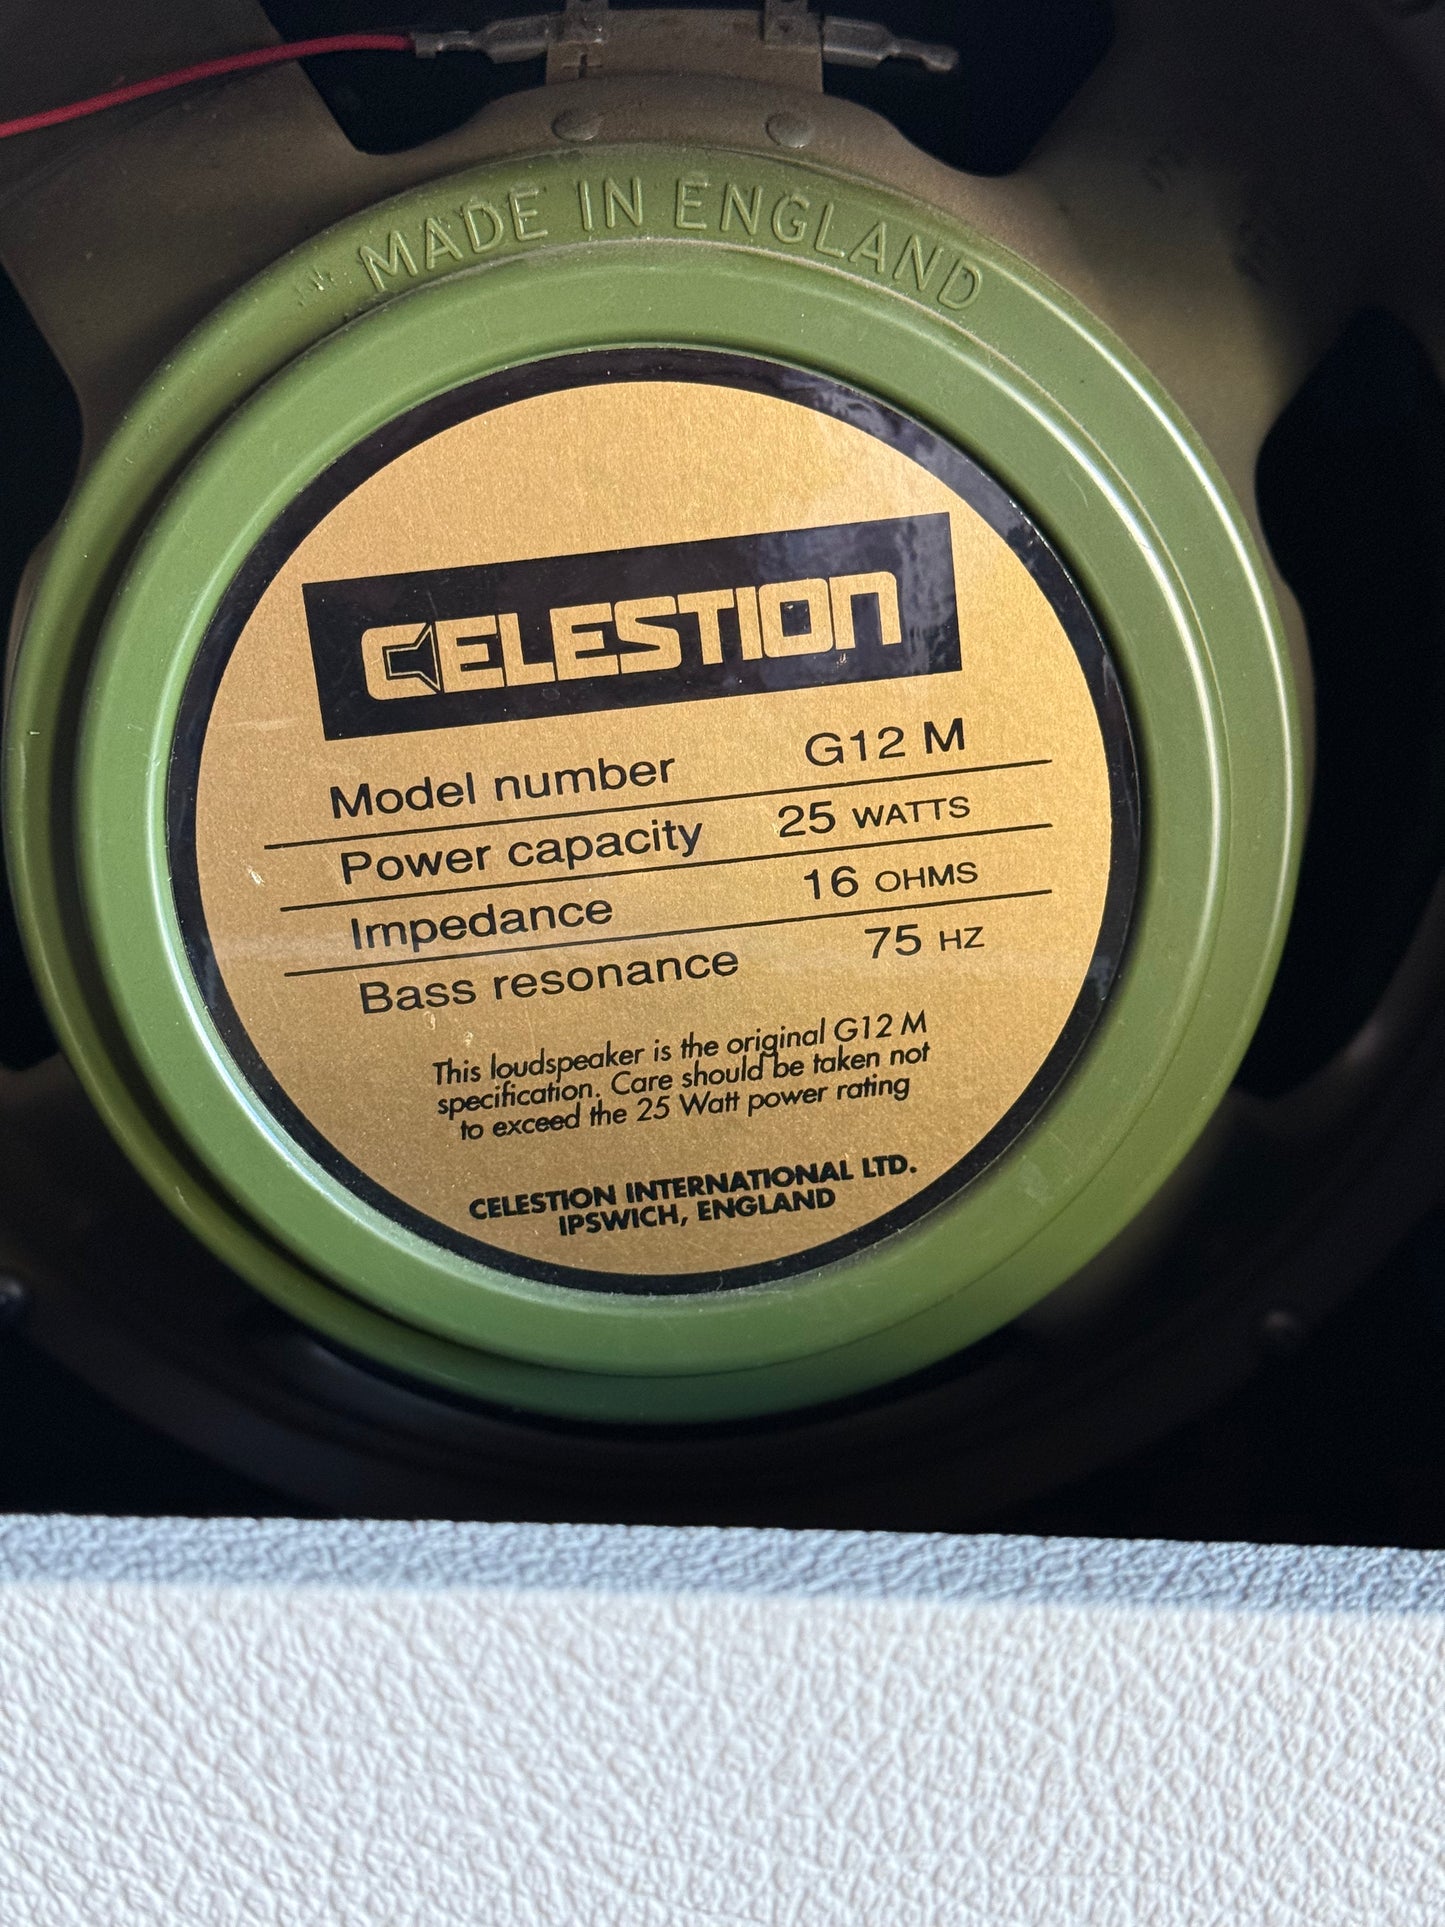 MADE IN ENGLAND
CELESTION
Model number G12 M
Power capacity 25 WATTS
Impedance 16 OHMS
Bass resonance 75 HZ
This loudspeaker is the original G12 M
specification. Care should be taken not
to exceed the 25 Watt power rating
CELESTION INTERNATIONAL LTD.
IPSWICH, ENGLAND